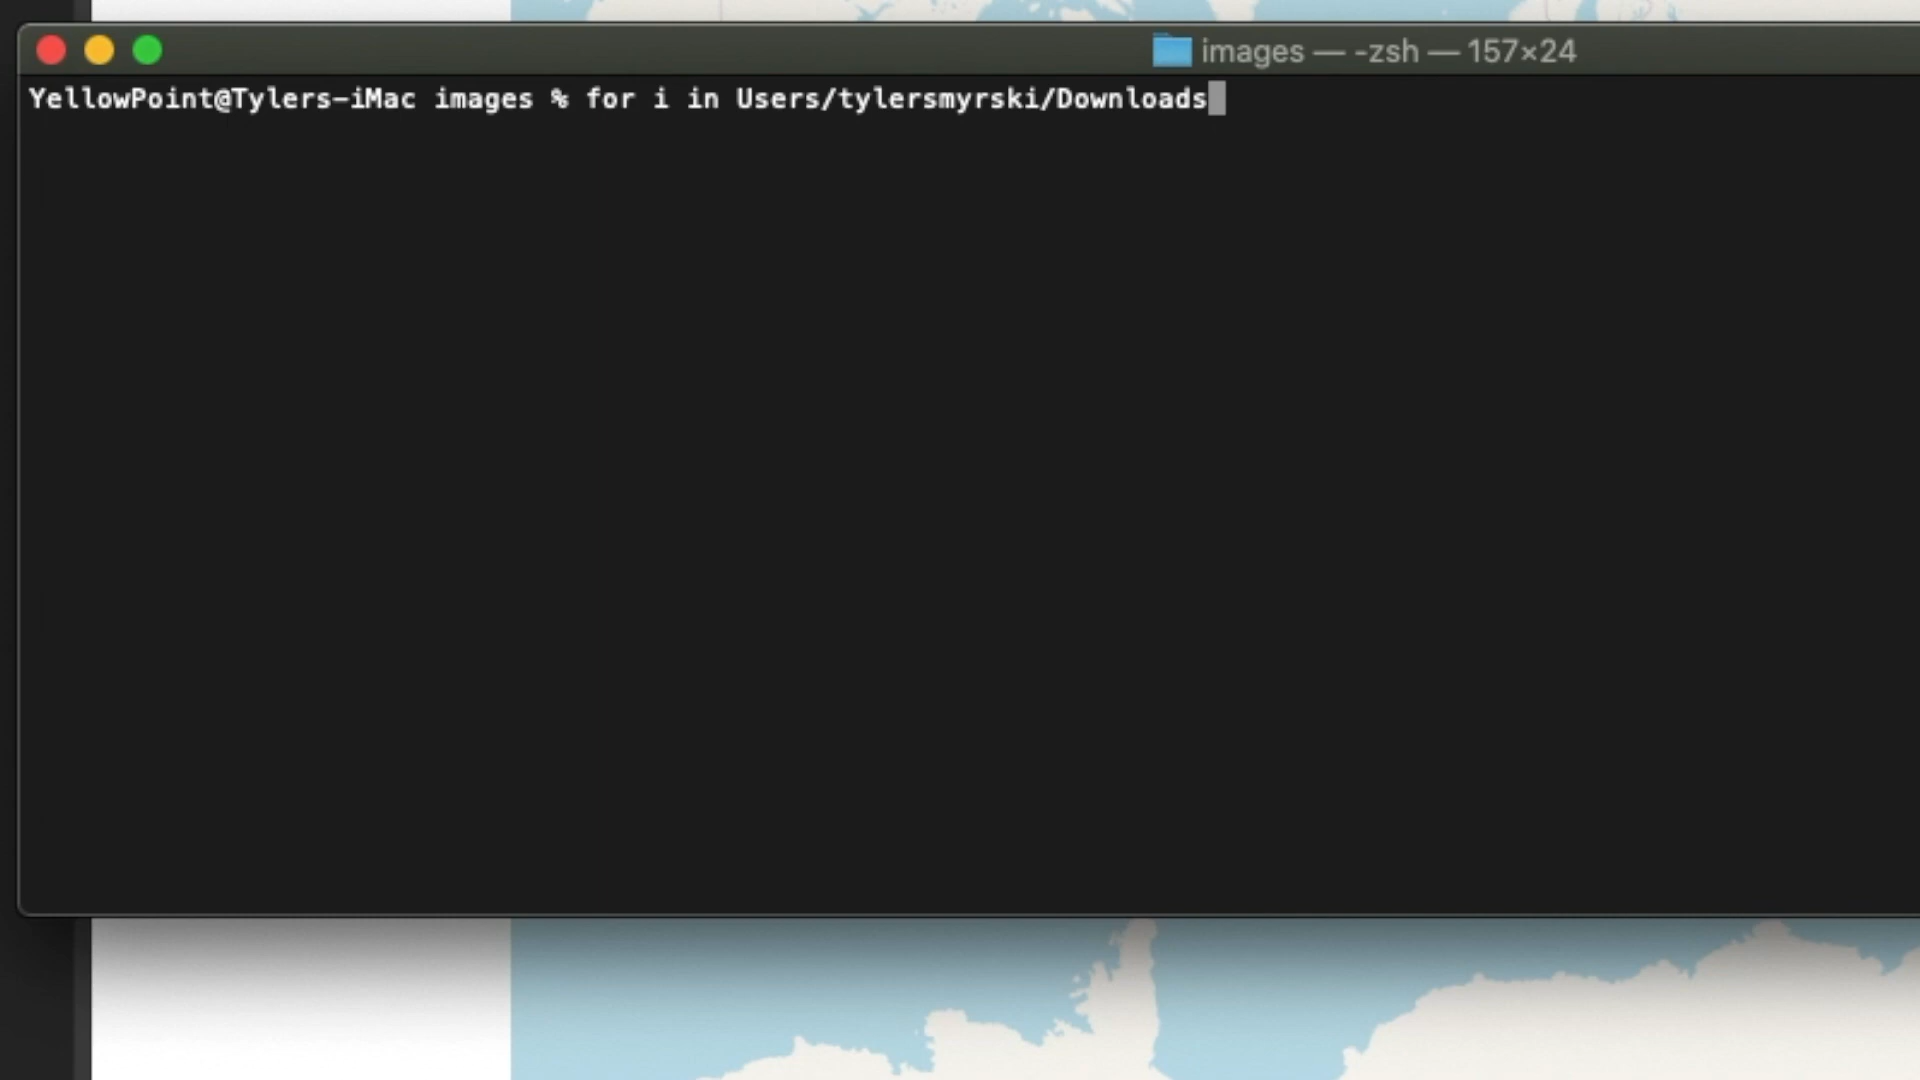 images — -zsh — 157×24
YellowPoint@Tylers-iMac images % for i in Users/tylersmyrski/Downloads